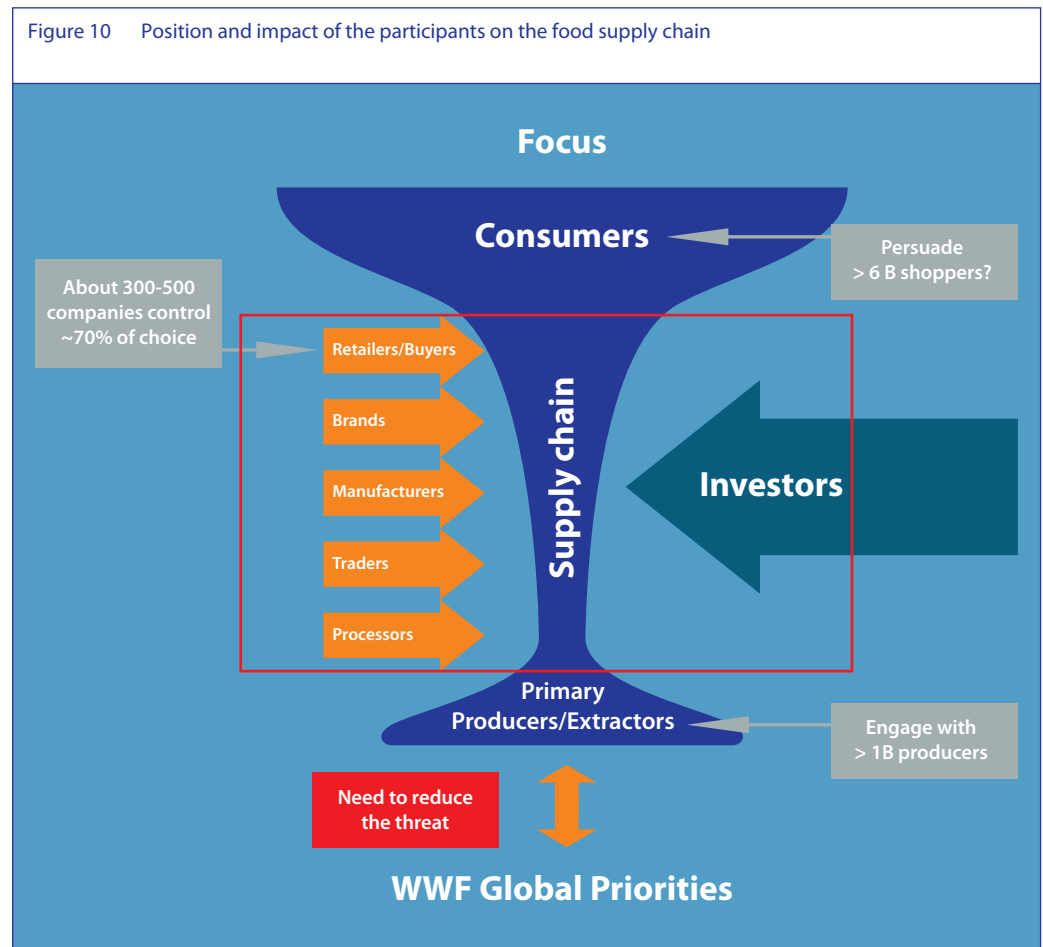 Figure 10 Position and impact of the participants on the food supply chain
Focus
Consumers
Persuade
> 6 B shoppers?
About 300-500
companies control
~70% of choice
Retailers/Buyers
Brands
Manufacturers
Traders
Processors
Supply chain
Investors
Primary
Producers/Extractors
Engage with
> 1B producers
Need to reduce
the threat
WWF Global Priorities